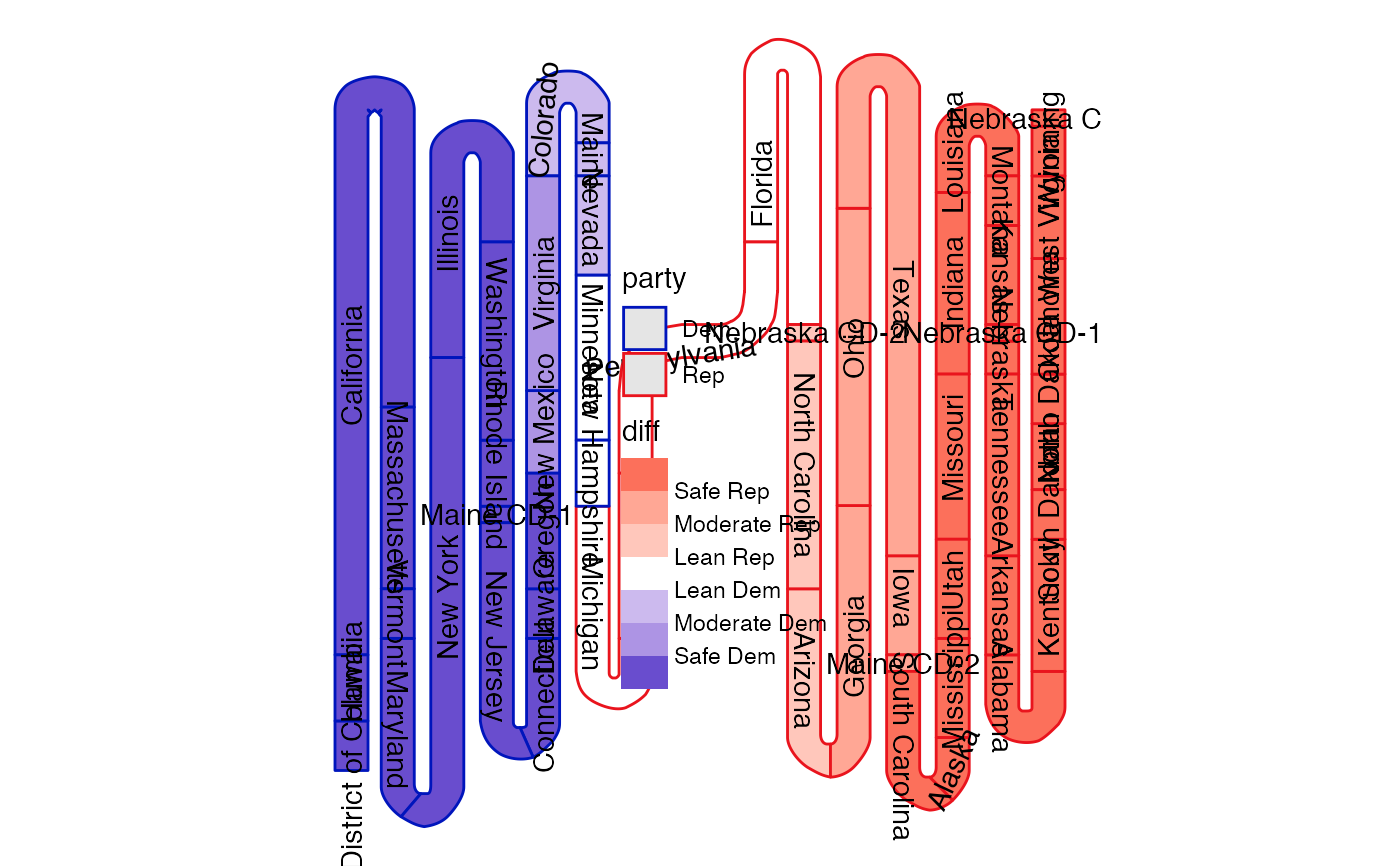 California
Hawaii
District of Columbia
Massachusetts
Vermont
Maryland
Illinois
New York
Maine CD-1
Washington
Rhode Island
New Jersey
Colorado
Virginia
New Mexico
Oregon
Delaware
Connecticut
Maine
Nevada
Minnesota
New Hampshire
Michigan
Pennsylvania
party
Dem
Rep
diff
Safe Rep
Moderate Rep
Lean Rep
Lean Dem
Moderate Dem
Safe Dem
Florida
Nebraska CD-2
North Carolina
Arizona
Ohio
Georgia
Maine CD-2
Texas
Iowa
South Carolina
Alaska
Louisiana
Indiana
Missouri
Utah
Mississippi
Nebraska C
Nebraska CD-1
Montana
Kansas
Nebraska
Tennessee
Arkansas
Alabama
Wyoming
West Virginia
North Dakota
South Dakota
Kentucky